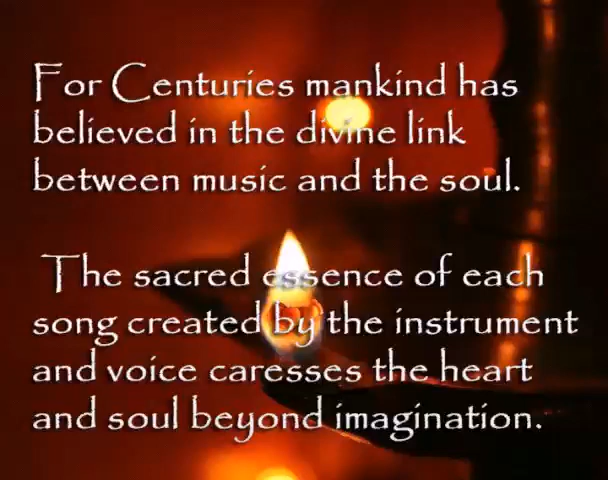 For Centuries mankind has
believed in the divine link
between music and the soul.
The sacred essence of each
song created by the instrument
and voice caresses the heart
and soul beyond imagination.